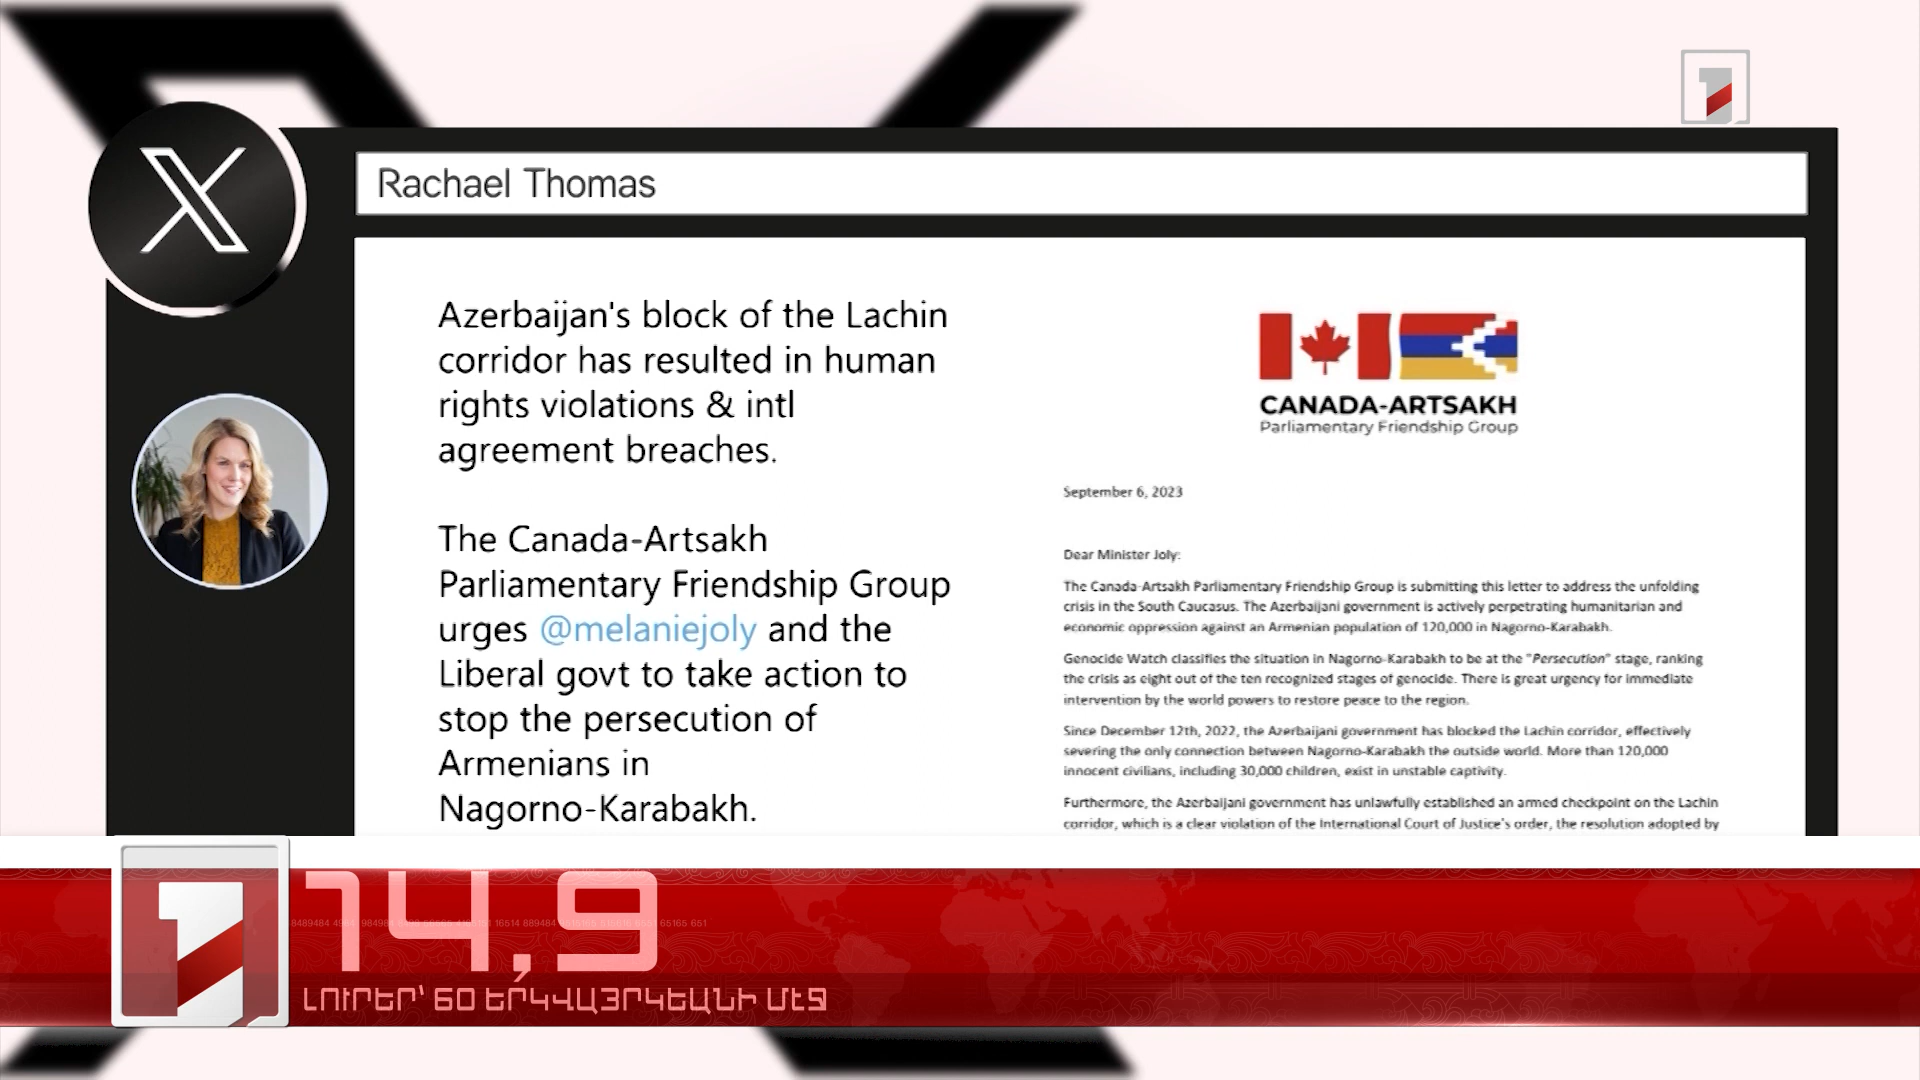 Rachael Thomas
Azerbaijan's block of the Lachin
corridor has resulted in human
rights violations & intl
agreement breaches.
The Canada-Artsakh
Parliamentary Friendship Group
urges @melaniejoly and the
Liberal govt to take action to
stop the persecution of
Armenians in
Nagorno-Karabakh.
CANADA-ARTSAKH
Parliamentary Friendship Group
September 6, 2023
Dear Minister Joly:
The Canada-Artsakh Parliamentary Friendship Group is submitting this letter to address the unfolding
crisis in the South Caucasus. The Azerbaijani government is actively perpetrating humanitarian and
economic oppression against an Armenian population of 120,000 in Nagorno-Karabakh.
Genocide Watch classifies the situation in Nagorno-Karabakh to be at the "Persecution" stage, ranking
the crisis as eight out of the ten recognized stages of genocide. There is great urgency for immediate
intervention by the world powers to restore peace to the region.
Since December 12th, 2022, the Azerbaijani government has blocked the Lachin corridor, effectively
severing the only connection between Nagorno-Karabakh the outside world. More than 120,000
innocent civilians, including 30,000 children, exist in unstable captivity.
Furthermore, the Azerbaijani government has unlawfully established an armed checkpoint on the Lachin
corridor, which is a clear violation of the International Court of Justice's order, the resolution adopted by
14,9
ԼՈՒՐԵՐ՝ 60 ԵՐԿՎԱՅՐԿԵԱՆԻ ՄԵՋ